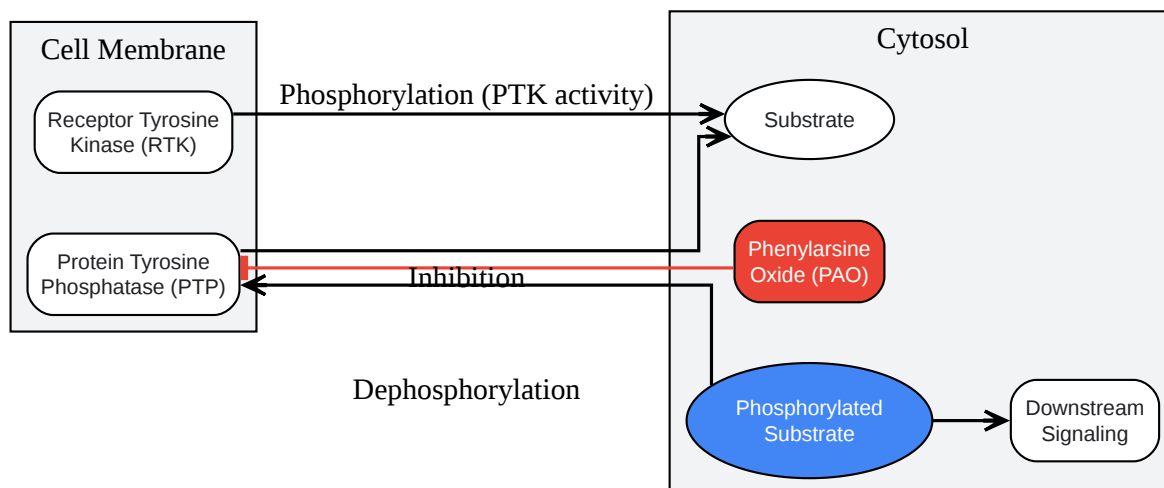 Cell Membrane
Cytosol
Phosphorylation (PTK activity)
Receptor Tyrosine
Kinase (RTK)
Substrate
Protein Tyrosine
Phosphatase (PTP)
Inhibition
Phenylarsine
Oxide (PAO)
Dephosphorylation
Phosphorylated
Substrate
Downstream
Signaling